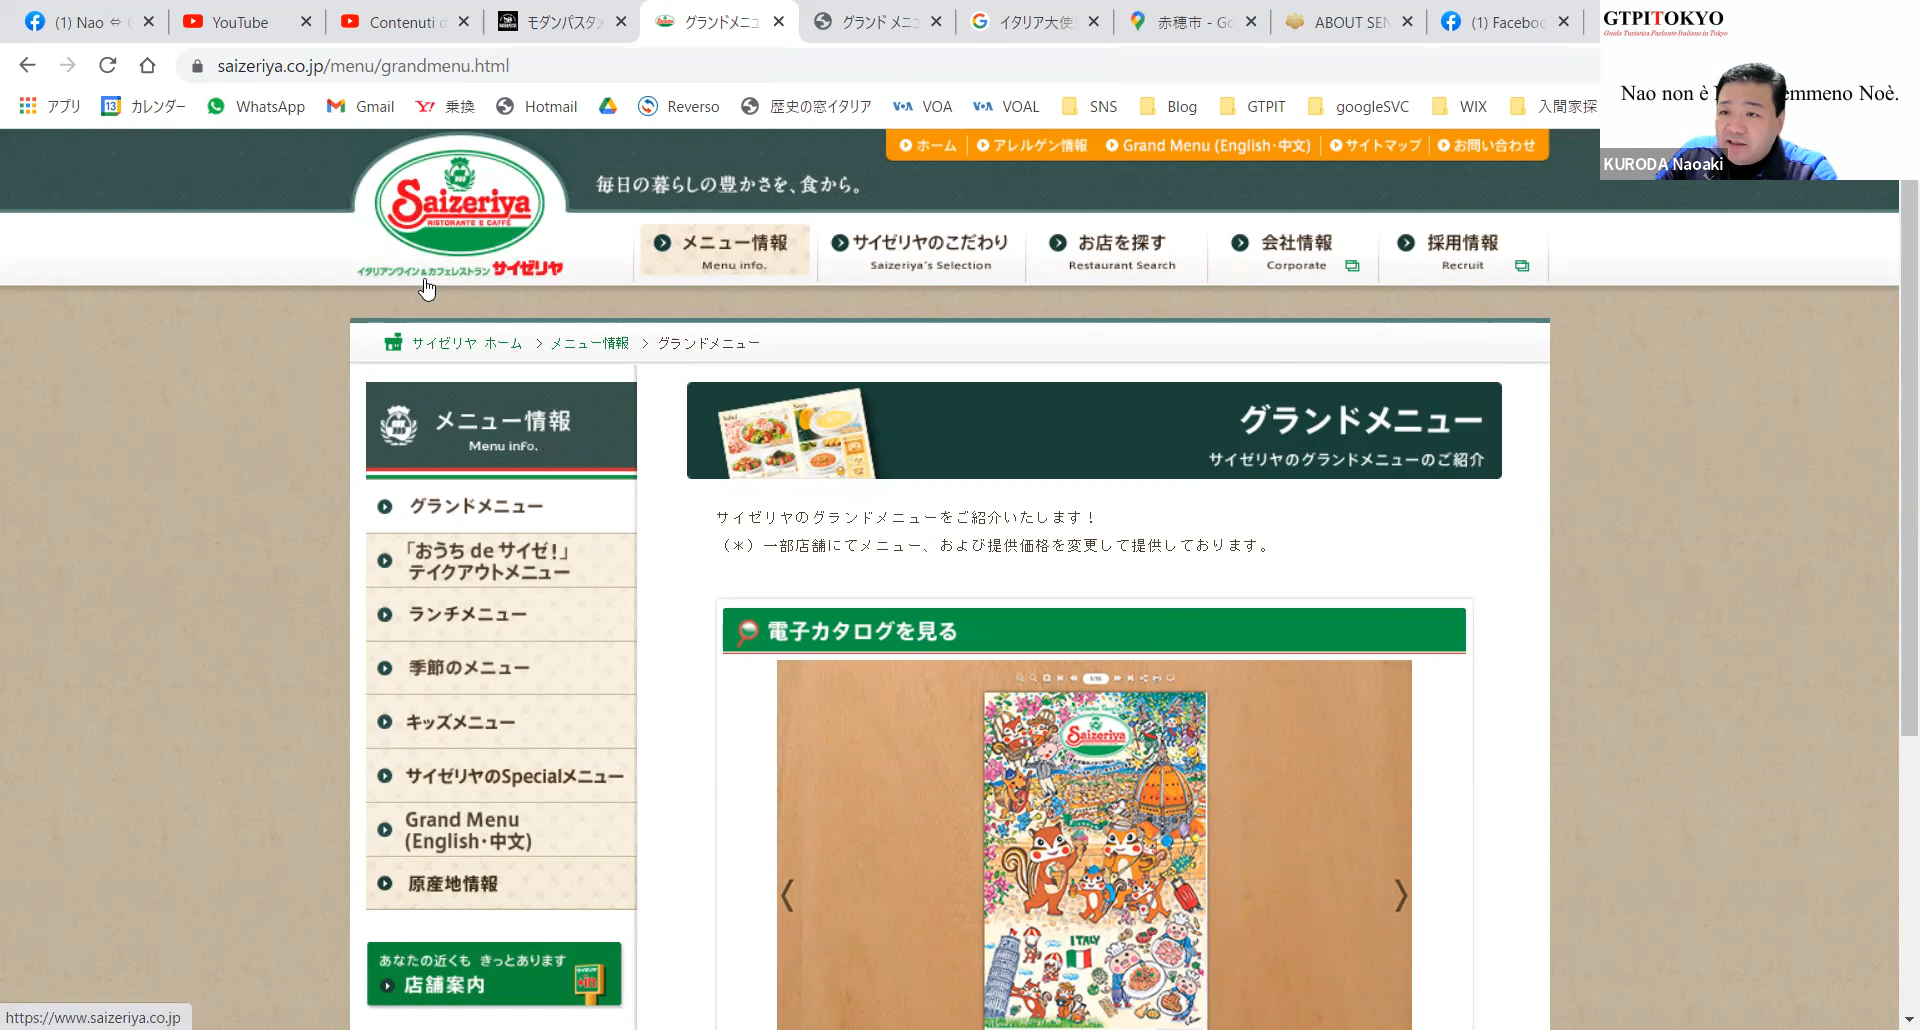 (1) Nao ⇔
YouTube
Contenuti d
モダンパスタメ
グランドメニュ
グランド メニュ
イタリア大使
赤穂市 - Go
ABOUT SEN
(1) Faceboo
saizeriya.co.jp/menu/grandmenu.html
アプリ
カレンダー
WhatsApp
Gmail
乗換
Hotmail
Reverso
歴史の窓イタリア
VOA
VOAL
SNS
Blog
GTPIT
googleSVC
WIX
入間家探
GTPITOKYO
Guida Turistica Parlante Italiano in Tokyo
Nao non è
emmeno Noè.
KURODA Naoaki
ホーム
アレルゲン情報
Grand Menu (English・中文)
サイトマップ
お問い合わせ
Saizeriya
RISTORANTE E CAFFÈ
イタリアンワイン&カフェレストラン サイゼリヤ
毎日の暮らしの豊かさを、食から。
メニュー情報
Menu info.
サイゼリヤのこだわり
Saizeriya's Selection
お店を探す
Restaurant Search
会社情報
Corporate
採用情報
Recruit
サイゼリヤ ホーム > メニュー情報 > グランドメニュー
メニュー情報
Menu info.
グランドメニュー
「おうち de サイゼ!」
テイクアウトメニュー
ランチメニュー
季節のメニュー
キッズメニュー
サイゼリヤのSpecialメニュー
Grand Menu
(English・中文)
原産地情報
あなたの近くも きっとあります
店舗案内
グランドメニュー
サイゼリヤのグランドメニューのご紹介
サイゼリヤのグランドメニューをご紹介いたします！
（＊）一部店舗にてメニュー、および提供価格を変更して提供しております。
電子カタログを見る
1/16
Saizeriya
ITALY
https://www.saizeriya.co.jp